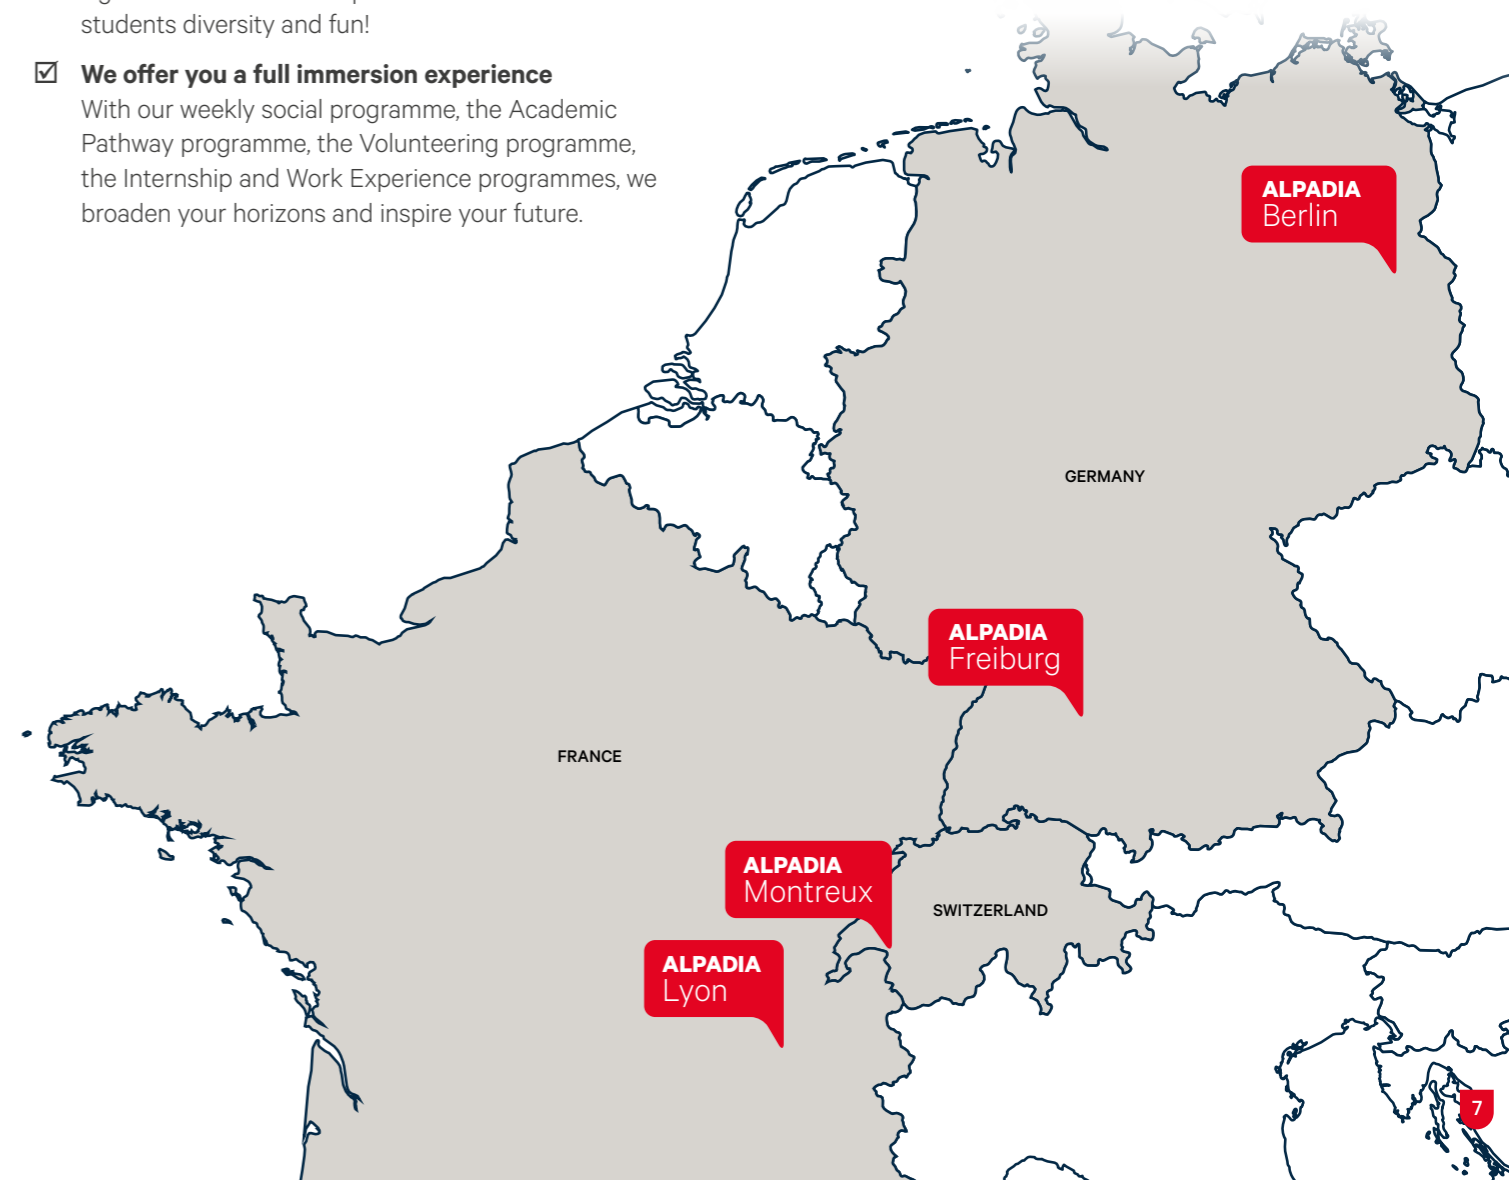 students diversity and fun!
We offer you a full immersion experience
With our weekly social programme, the Academic
Pathway programme, the Volunteering programme,
the Internship and Work Experience programmes, we
broaden your horizons and inspire your future.
ALPADIA
Berlin
GERMANY
ALPADIA
Freiburg
FRANCE
ALPADIA
Montreux
SWITZERLAND
ALPADIA
Lyon
7